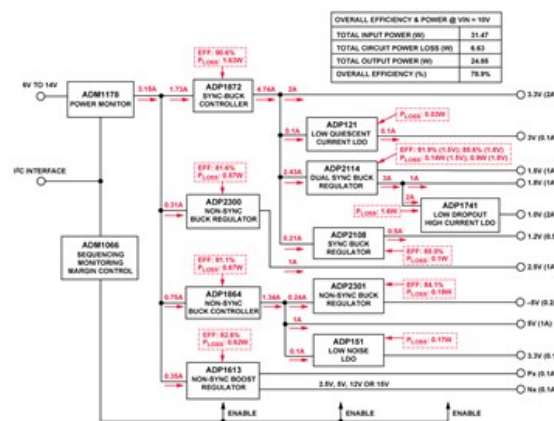 OVERALL EFFICIENCY & POWER @ VIN = 10V
TOTAL INPUT POWER (W) 31.47
TOTAL CIRCUIT POWER LOSS (W) 6.63
TOTAL OUTPUT POWER (W) 24.85
OVERALL EFFICIENCY (%) 78.9%
6V TO 14V
ADM1178
POWER MONITOR
3.15A
1.73A
EFF: 90.6%
PLOSS: 1.63W
ADP1872
SYNC-BUCK
CONTROLLER
4.74A
2A
3.3V (2A
PLOSS: 0.03W
0.1A
ADP121
LOW QUIESCENT
CURRENT LDO
0.1A
3V (0.1A
EFF: 91.9% (1.5V); 85.6% (1.8V)
PLOSS: 0.14W (1.5V); 0.9W (1.8V)
2.43A
ADP2114
DUAL SYNC BUCK
REGULATOR
3A
1A
1.5V (1A
1.8V (1A
2A
PLOSS: 1.6W
ADP1741
LOW DROPOUT
HIGH CURRENT LDO
1.0V (2A
I2C INTERFACE
EFF: 81.6%
PLOSS: 0.57W
0.31A
ADP2300
NON-SYNC
BUCK REGULATOR
0.21A
ADP2108
SYNC BUCK
REGULATOR
0.5A
1.2V (0.5
EFF: 85.0%
PLOSS: 0.1W
1A
2.5V (1A
ADM1066
SEQUENCING
MONITORING
MARGIN CONTROL
EFF: 91.1%
PLOSS: 0.67W
0.75A
ADP1864
NON-SYNC
BUCK CONTROLLER
1.34A
0.24A
ADP2301
NON-SYNC BUCK
REGULATOR
EFF: 84.1%
PLOSS: 0.19W
–5V (0.2
1A
5V (1A)
PLOSS: 0.17W
0.1A
ADP151
LOW NOISE
LDO
3.3V (0.1
EFF: 82.6%
PLOSS: 0.62W
0.35A
ADP1613
NON-SYNC BOOST
REGULATOR
2.5V, 5V, 12V OR 15V
(0.1A
(0.1A
ENABLE
ENABLE
ENABLE